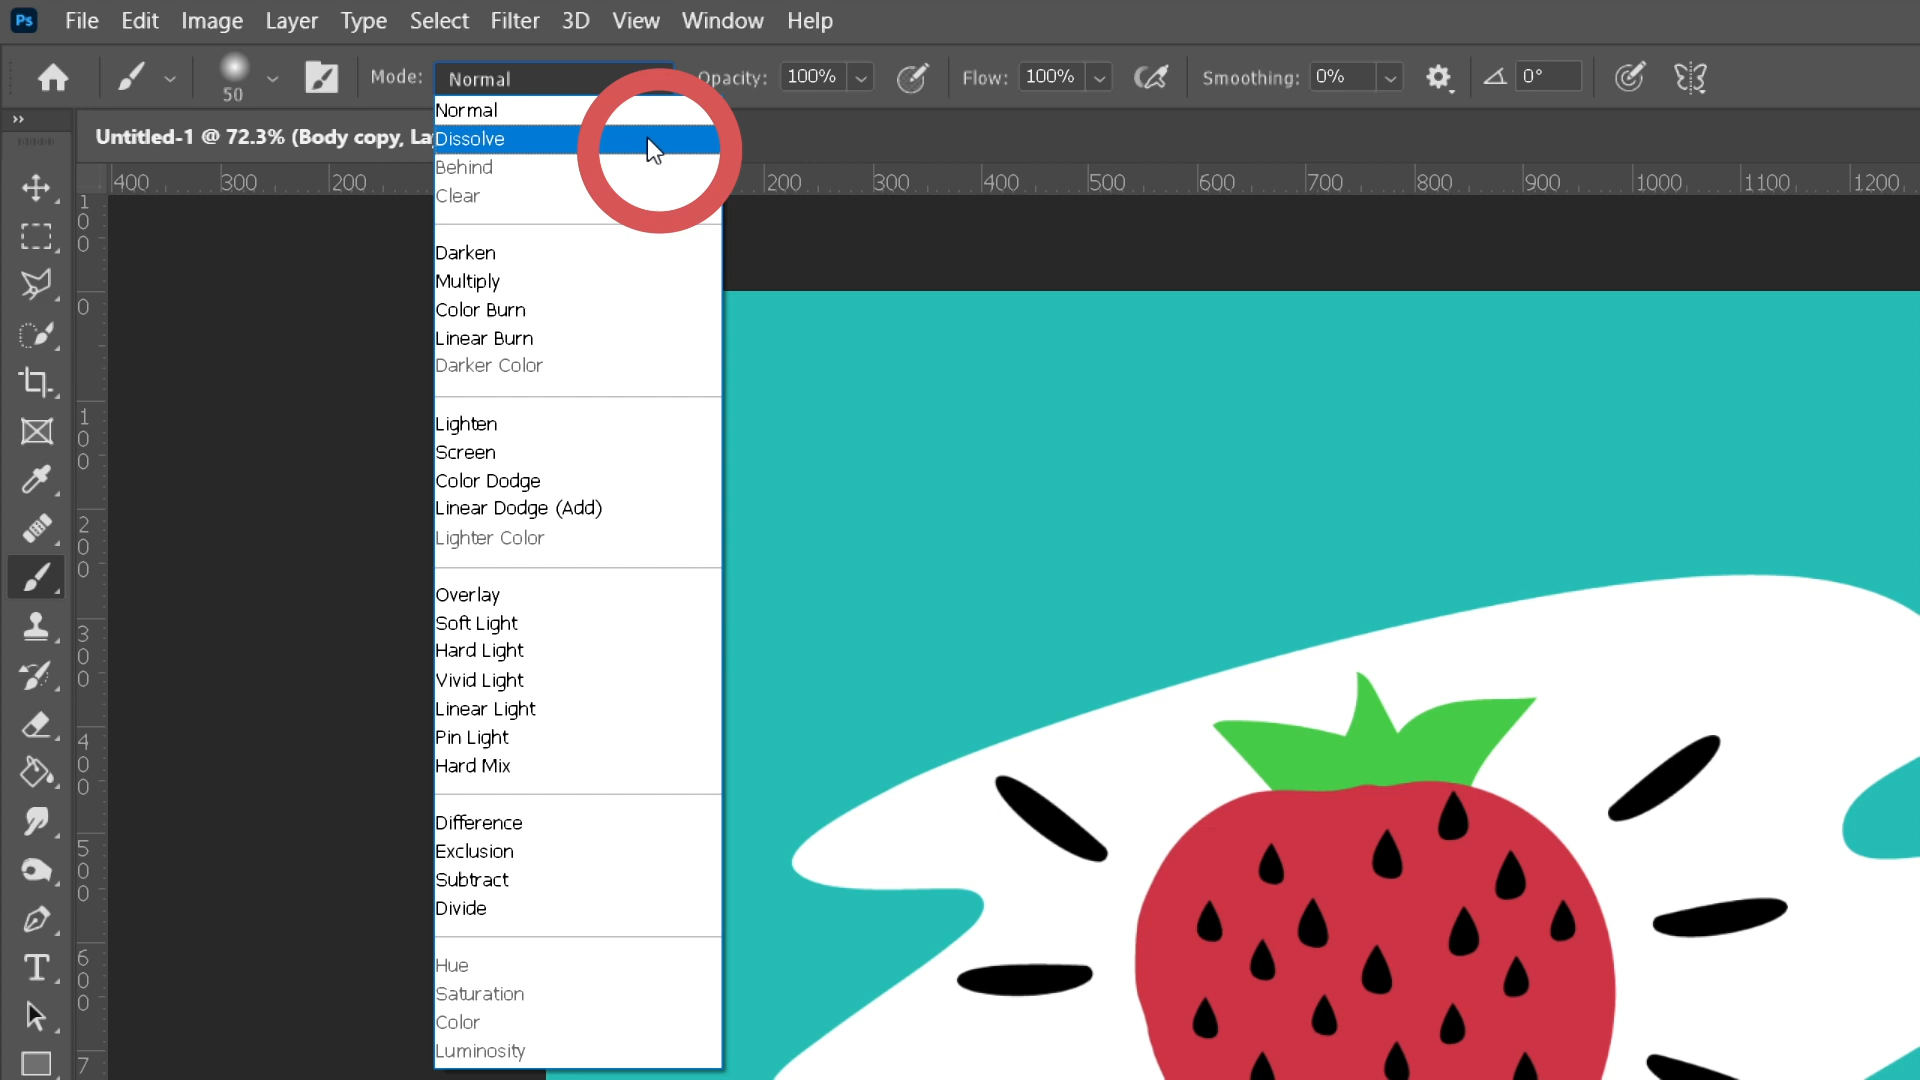 Ps File Edit Image Layer Type Select Filter 3D View Window Help
50 Mode: Normal Opacity: 100% Flow: 100% Smoothing: 0% 0°
Untitled-1 @ 72.3% (Body copy, La
400 300 200 200 300 400 500 600 700 800 900 1000 1100 1200
100
0
100
200
300
400
500
600
7
Normal
Dissolve
Behind
Clear
Darken
Multiply
Color Burn
Linear Burn
Darker Color
Lighten
Screen
Color Dodge
Linear Dodge (Add)
Lighter Color
Overlay
Soft Light
Hard Light
Vivid Light
Linear Light
Pin Light
Hard Mix
Difference
Exclusion
Subtract
Divide
Hue
Saturation
Color
Luminosity